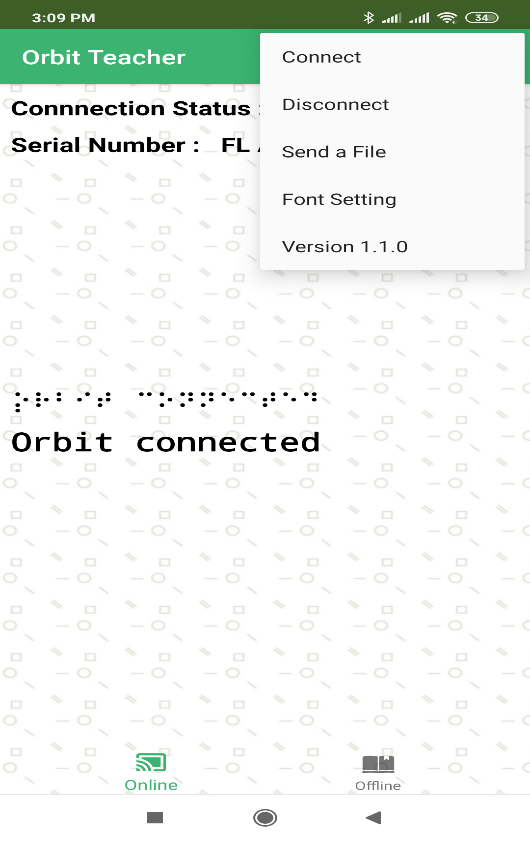 3:09 PM 34
Orbit Teacher
Connnection Status :
Serial Number : FL
Connect
Disconnect
Send a File
Font Setting
Version 1.1.0
Orbit connected
Online
Offline